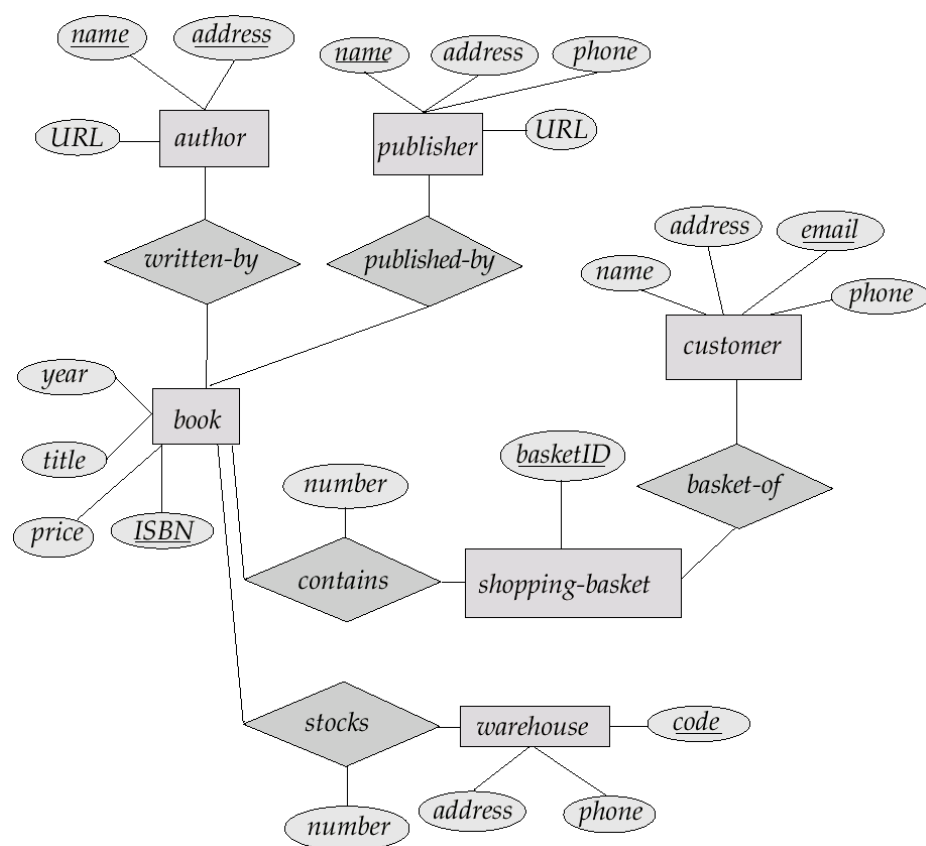 name
address
name
address
phone
URL
author
publisher
URL
written-by
published-by
address
email
name
phone
customer
year
book
title
price
ISBN
number
basketID
basket-of
contains
shopping-basket
stocks
warehouse
code
number
address
phone